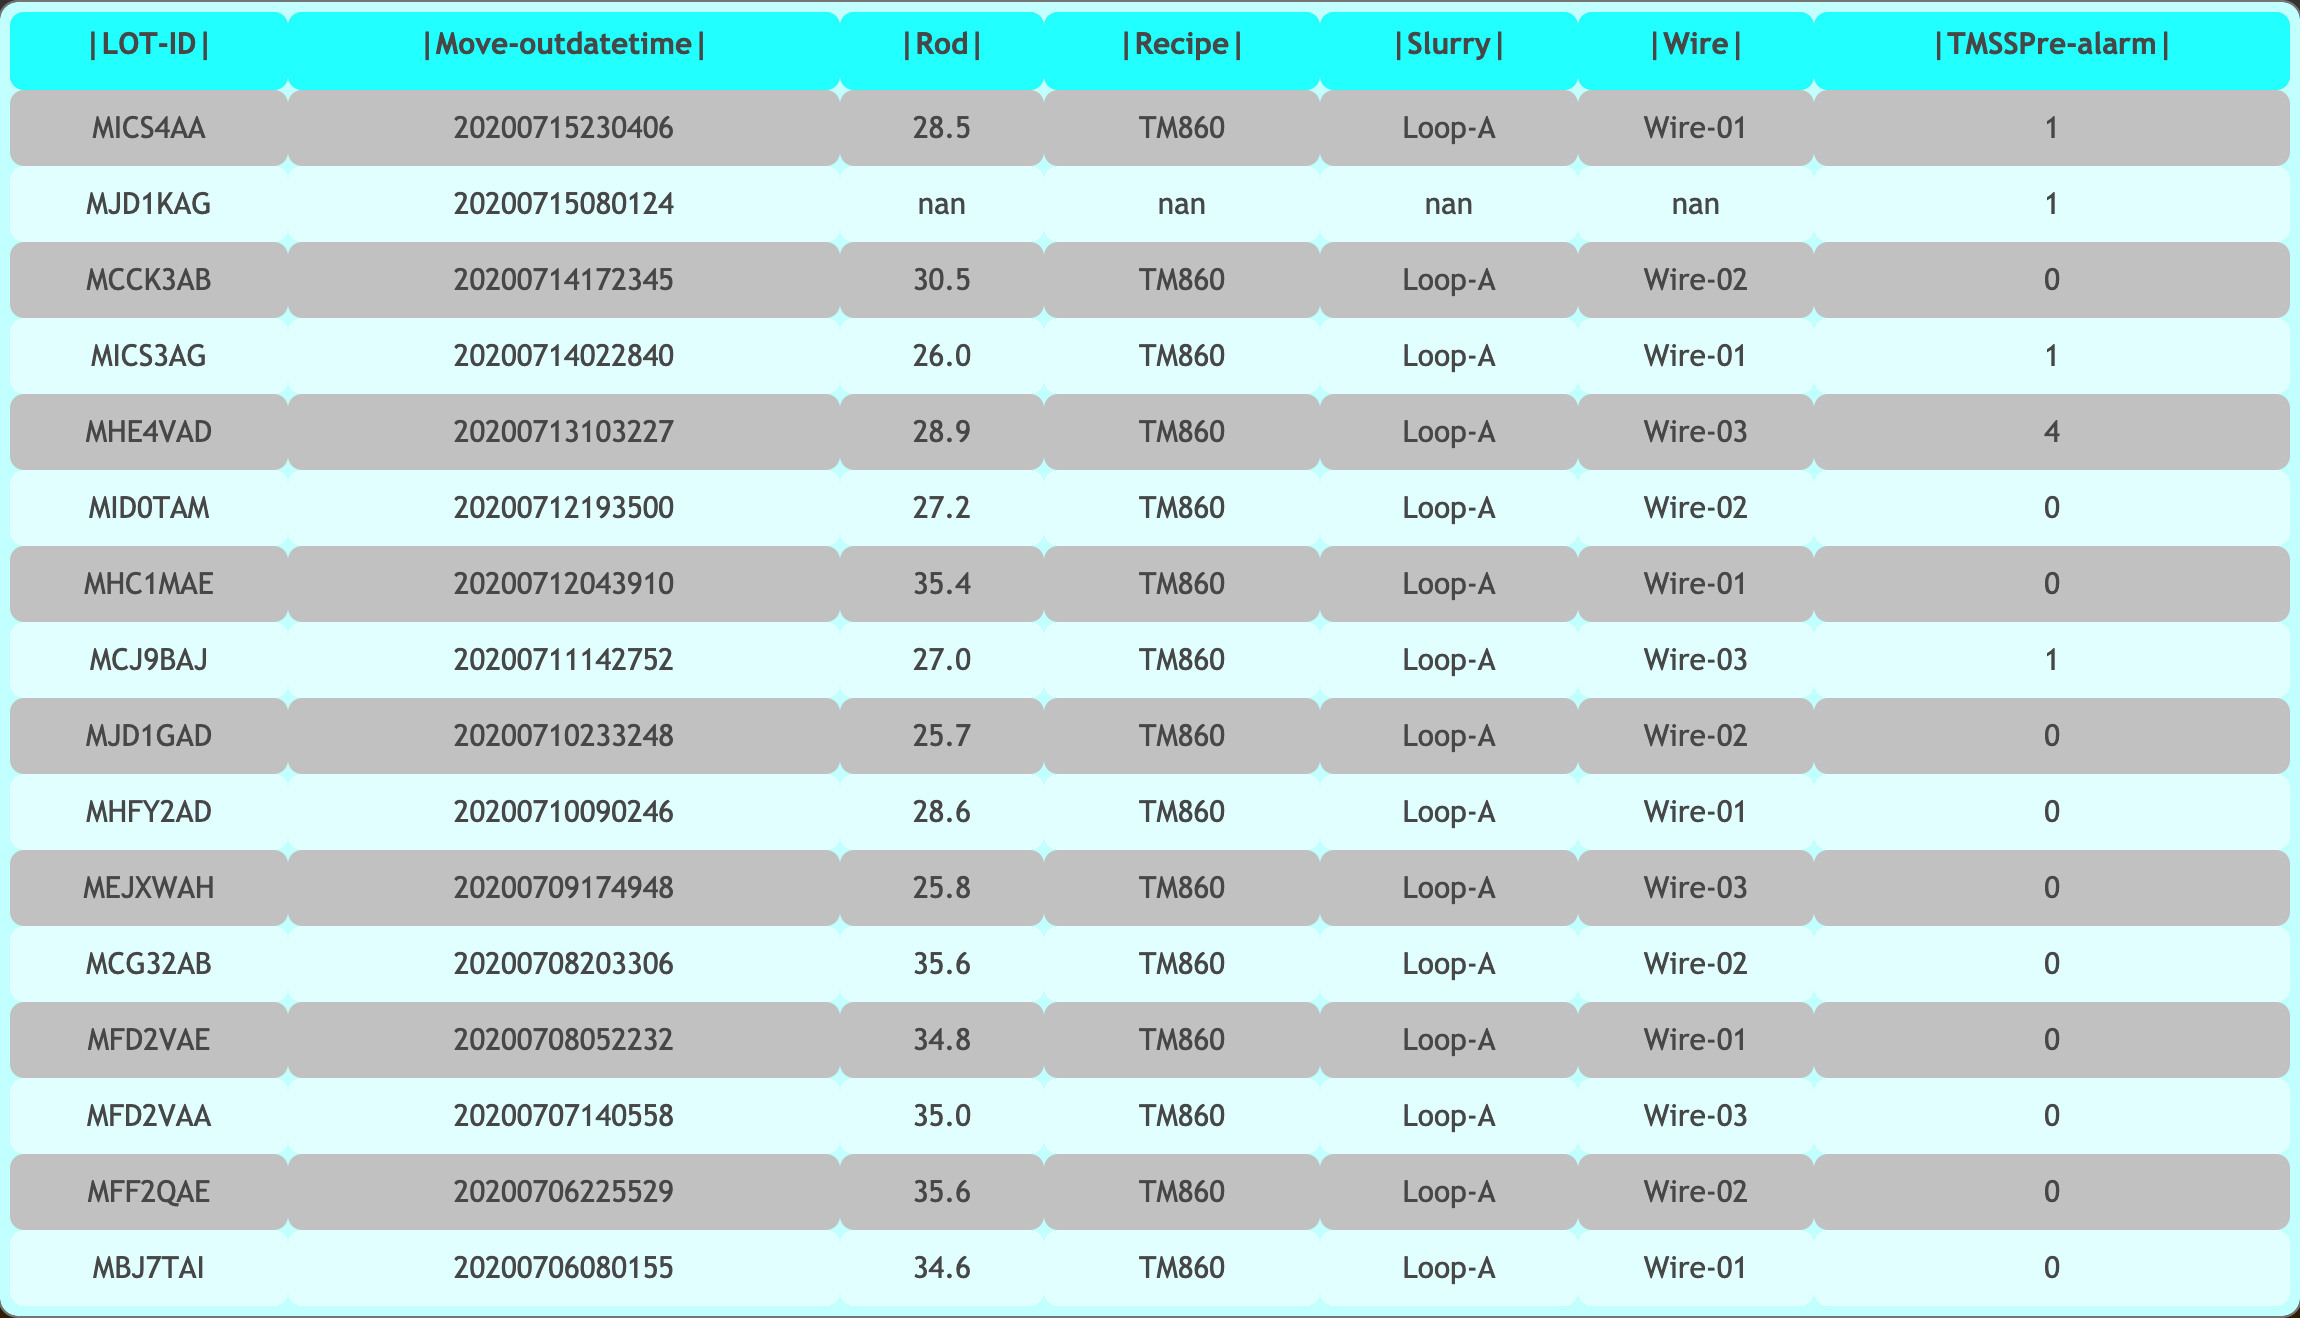 |LOT-ID| |Move-outdatetime| |Rod| |Recipe| |Slurry| |Wire| |TMSSPre-alarm|
MICS4AA 20200715230406 28.5 TM860 Loop-A Wire-01 1
MJD1KAG 20200715080124 nan nan nan nan 1
MCCK3AB 20200714172345 30.5 TM860 Loop-A Wire-02 0
MICS3AG 20200714022840 26.0 TM860 Loop-A Wire-01 1
MHE4VAD 20200713103227 28.9 TM860 Loop-A Wire-03 4
MID0TAM 20200712193500 27.2 TM860 Loop-A Wire-02 0
MHC1MAE 20200712043910 35.4 TM860 Loop-A Wire-01 0
MCJ9BAJ 20200711142752 27.0 TM860 Loop-A Wire-03 1
MJD1GAD 20200710233248 25.7 TM860 Loop-A Wire-02 0
MHFY2AD 20200710090246 28.6 TM860 Loop-A Wire-01 0
MEJXWAH 20200709174948 25.8 TM860 Loop-A Wire-03 0
MCG32AB 20200708203306 35.6 TM860 Loop-A Wire-02 0
MFD2VAE 20200708052232 34.8 TM860 Loop-A Wire-01 0
MFD2VAA 20200707140558 35.0 TM860 Loop-A Wire-03 0
MFF2QAE 20200706225529 35.6 TM860 Loop-A Wire-02 0
MBJ7TAI 20200706080155 34.6 TM860 Loop-A Wire-01 0